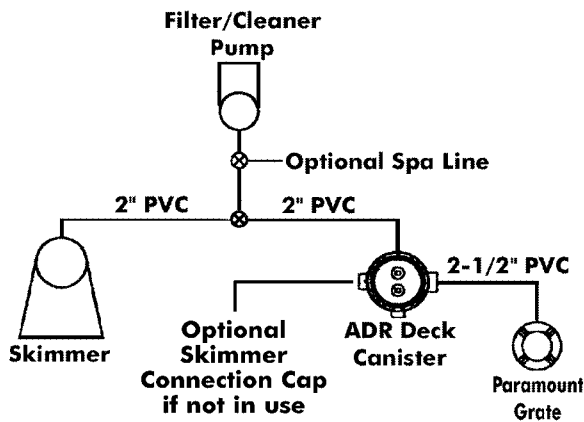 Filter/Cleaner
Pump
Optional Spa Line
2" PVC
2" PVC
2-1/2" PVC
Skimmer
Optional
Skimmer
Connection Cap
if not in use
ADR Deck
Canister
Paramount
Grate